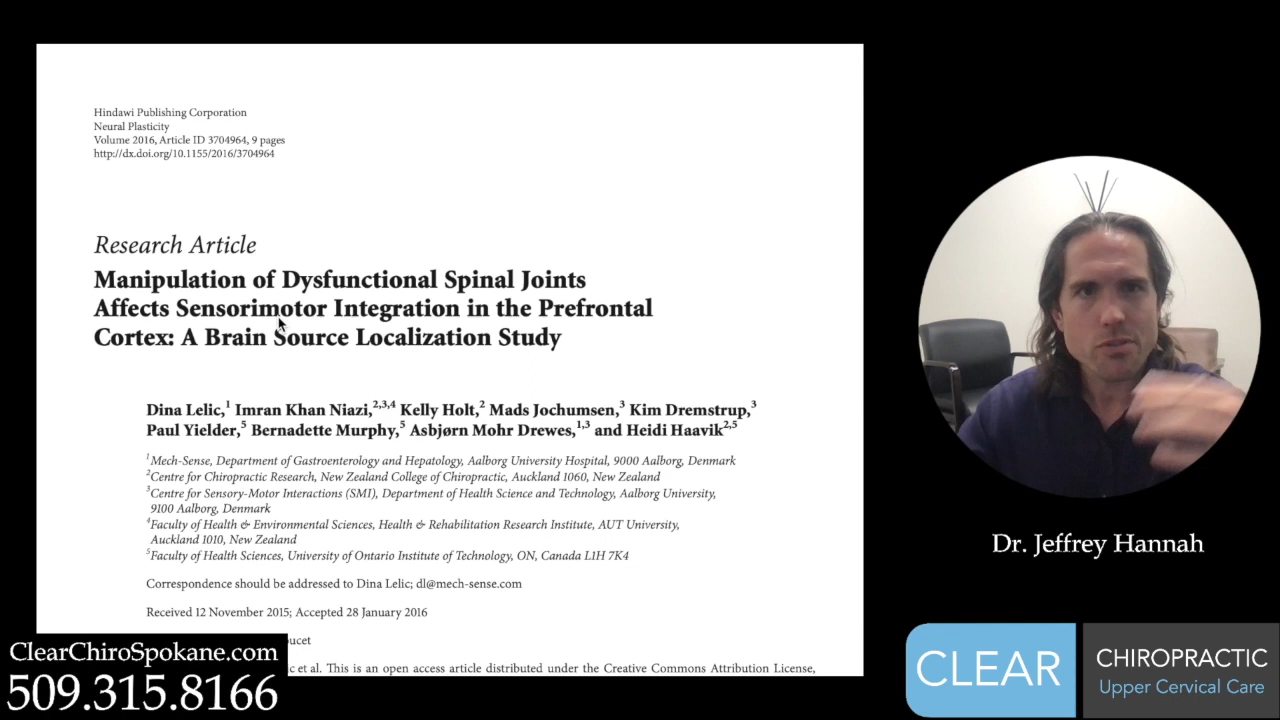 Hindawi Publishing Corporation
Neural Plasticity
Volume 2016, Article ID 3704964, 9 pages
http://dx.doi.org/10.1155/2016/3704964
Research Article
Manipulation of Dysfunctional Spinal Joints
Affects Sensorimotor Integration in the Prefrontal
Cortex: A Brain Source Localization Study
Dina Lelic,1 Imran Khan Niazi,2,3,4 Kelly Holt,2 Mads Jochumsen,3 Kim Dremstrup,3
Paul Yielder,5 Bernadette Murphy,5 Asbjørn Mohr Drewes,1,3 and Heidi Haavik2,5
1Mech-Sense, Department of Gastroenterology and Hepatology, Aalborg University Hospital, 9000 Aalborg, Denmark
2Centre for Chiropractic Research, New Zealand College of Chiropractic, Auckland 1060, New Zealand
3Centre for Sensory-Motor Interactions (SMI), Department of Health Science and Technology, Aalborg University,
9100 Aalborg, Denmark
4Faculty of Health & Environmental Sciences, Health & Rehabilitation Research Institute, AUT University,
Auckland 1010, New Zealand
5Faculty of Health Sciences, University of Ontario Institute of Technology, ON, Canada L1H 7K4
Correspondence should be addressed to Dina Lelic; dl@mech-sense.com
Received 12 November 2015; Accepted 28 January 2016
et al. This is an open access article distributed under the Creative Commons Attribution License,
ClearChiroSpokane.com
509.315.8166
Dr. Jeffrey Hannah
CLEAR
CHIROPRACTIC
Upper Cervical Care